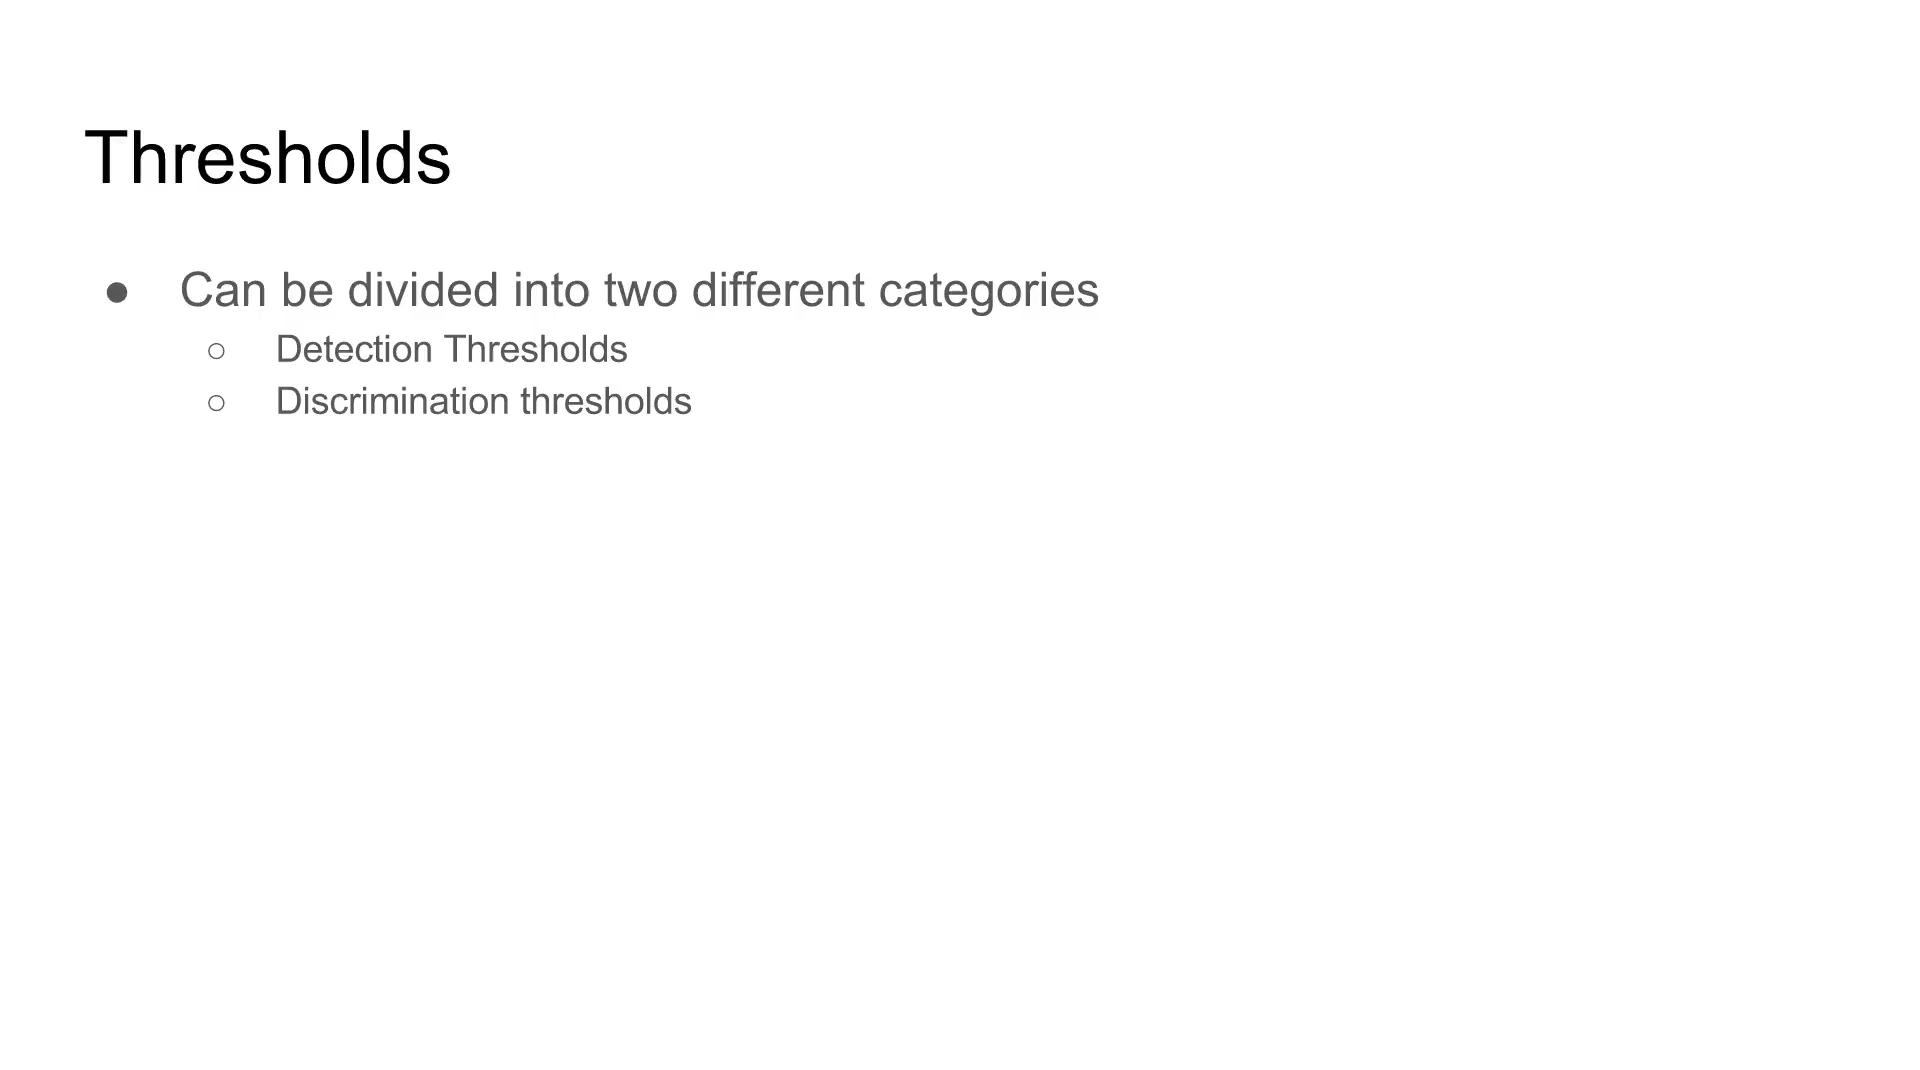 Thresholds
● Can be divided into two different categories
○ Detection Thresholds
○ Discrimination thresholds